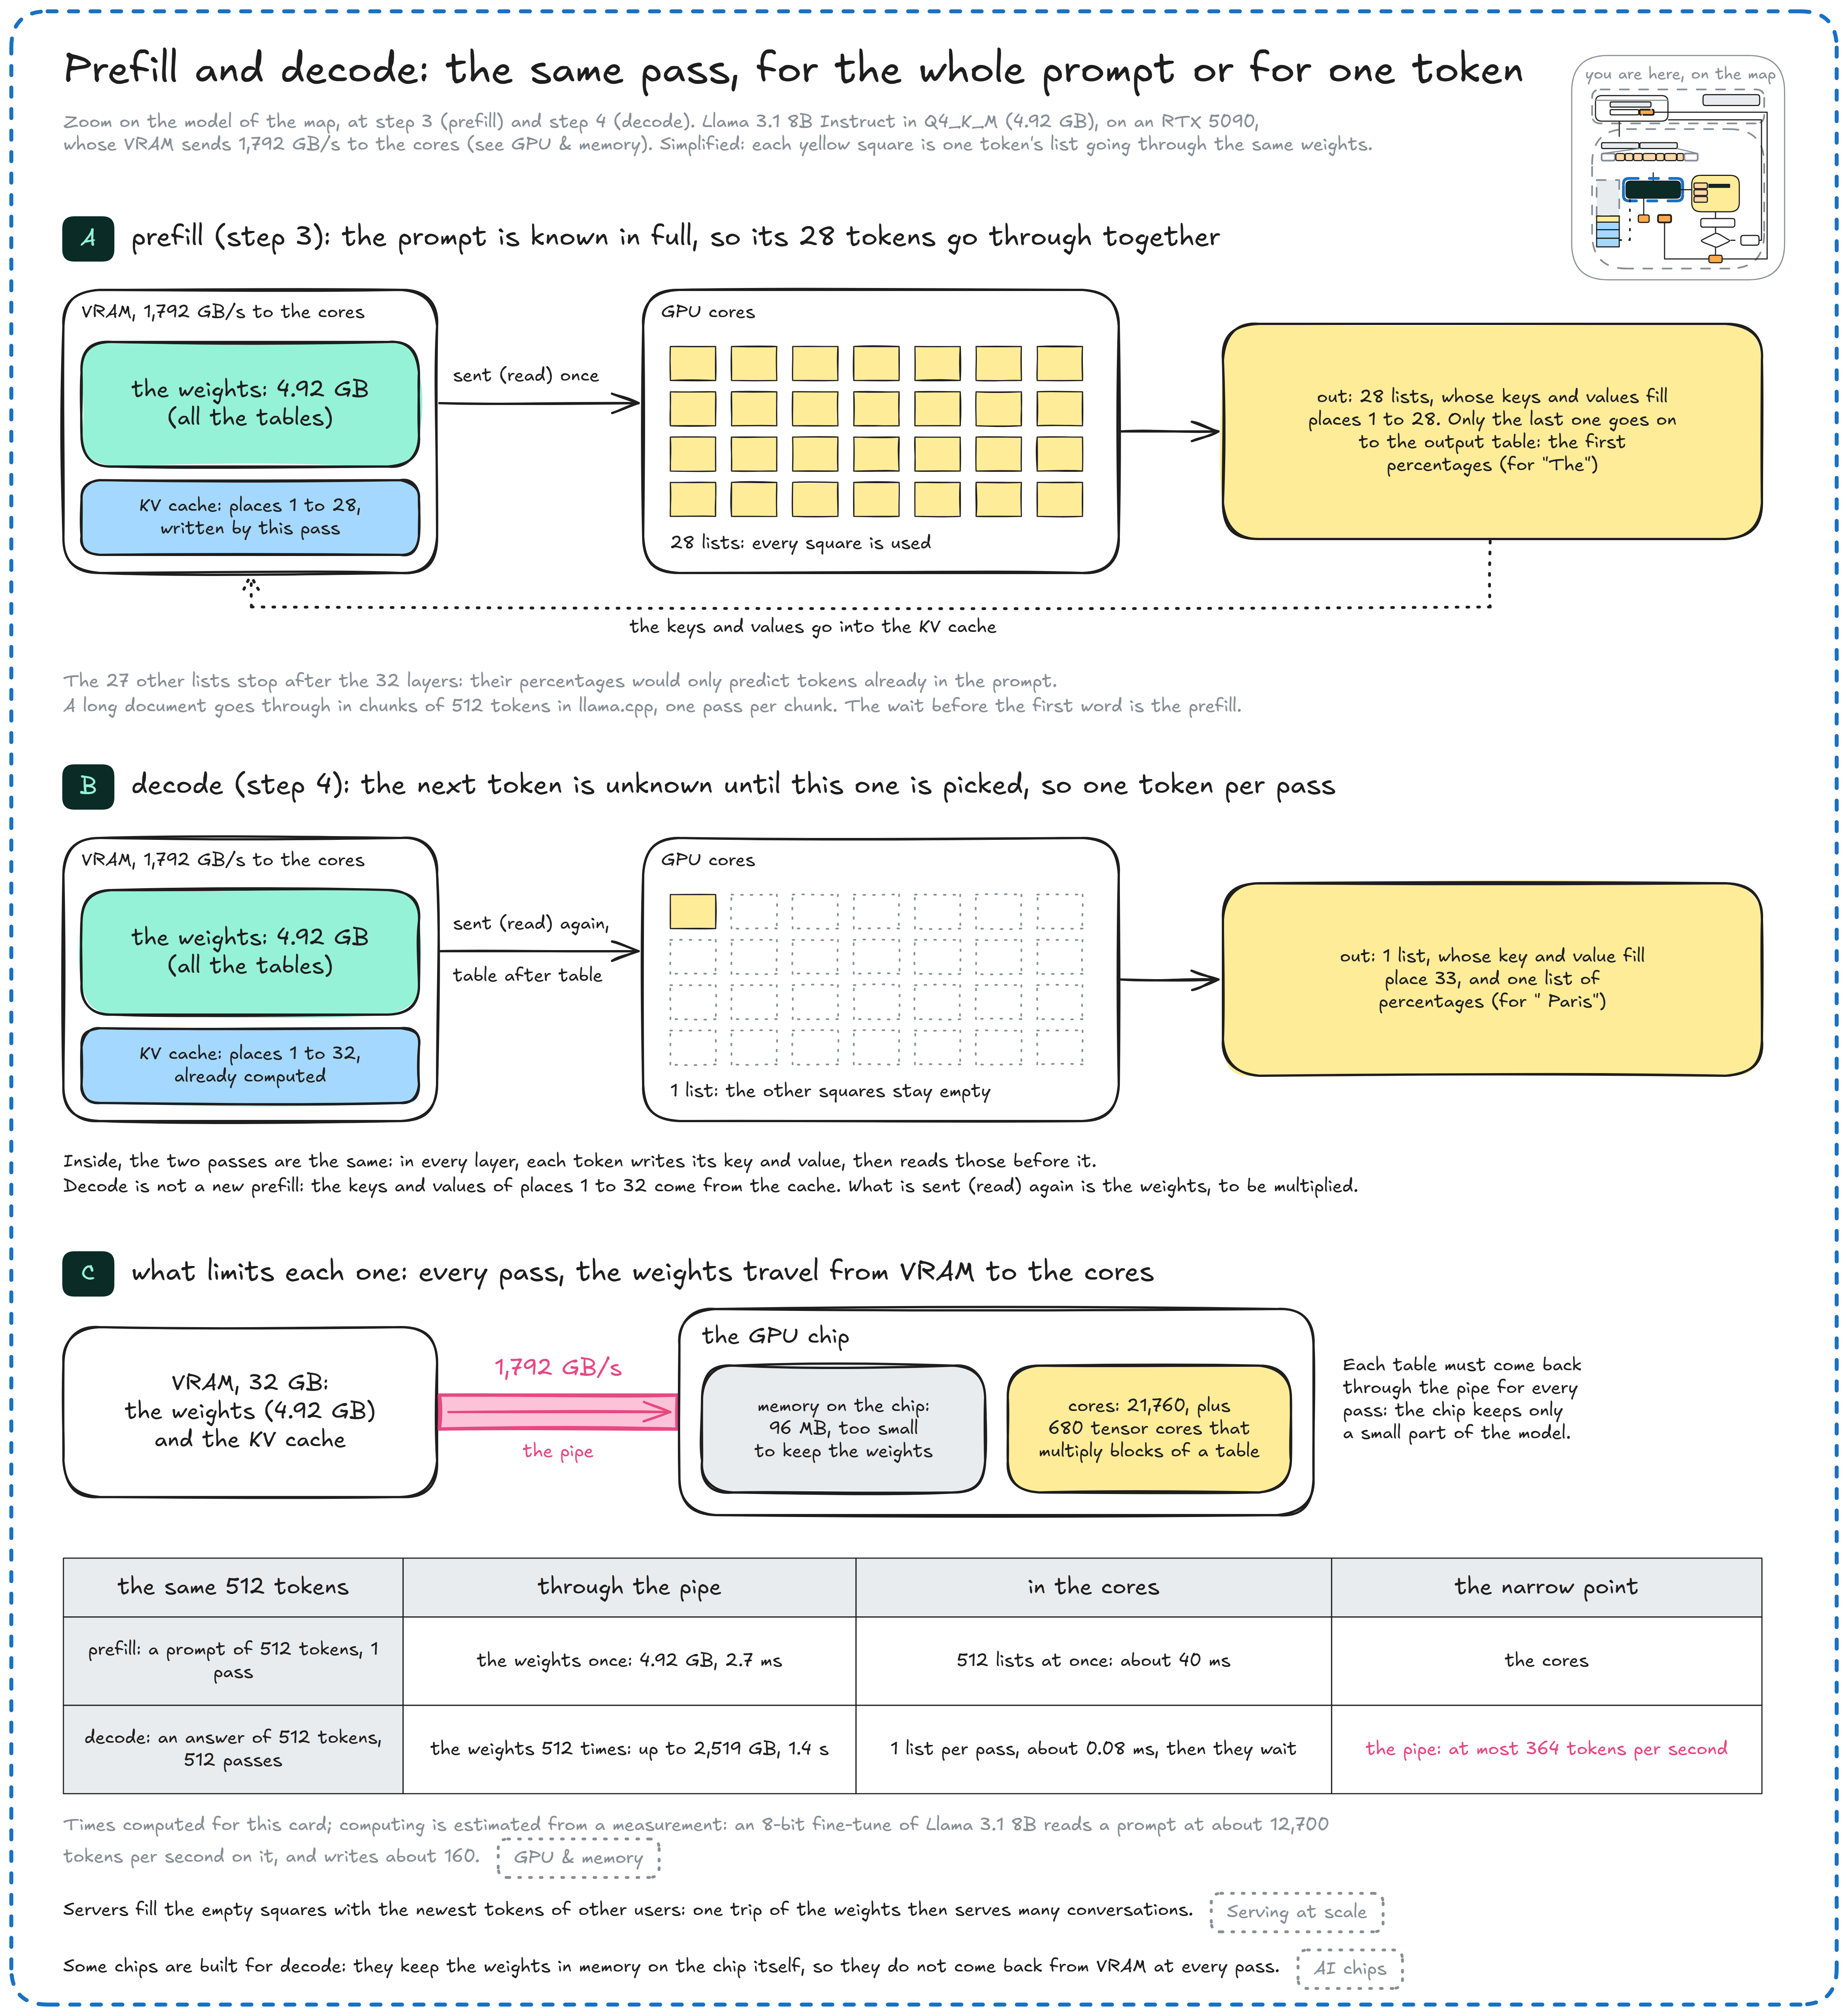 Prefill and decode: the same pass, for the whole prompt or for one token
you are here, on the map
Zoom on the model of the map, at step 3 (prefill) and step 4 (decode). Llama 3.1 8B Instruct in Q4_K_M (4.92 GB), on an RTX 5090,
whose VRAM sends 1,792 GB/s to the cores (see GPU & memory). Simplified: each yellow square is one token's list going through the same weights.
A
prefill (step 3): the prompt is known in full, so its 28 tokens go through together
VRAM, 1,792 GB/s to the cores
the weights: 4.92 GB
(all the tables)
KV cache: places 1 to 28,
written by this pass
sent (read) once
GPU cores
28 lists: every square is used
out: 28 lists, whose keys and values fill
places 1 to 28. Only the last one goes on
to the output table: the first
percentages (for "The")
the keys and values go into the KV cache
The 27 other lists stop after the 32 layers: their percentages would only predict tokens already in the prompt.
A long document goes through in chunks of 512 tokens in llama.cpp, one pass per chunk. The wait before the first word is the prefill.
B
decode (step 4): the next token is unknown until this one is picked, so one token per pass
VRAM, 1,792 GB/s to the cores
the weights: 4.92 GB
(all the tables)
KV cache: places 1 to 32,
already computed
sent (read) again,
table after table
GPU cores
1 list: the other squares stay empty
out: 1 list, whose key and value fill
place 33, and one list of
percentages (for " Paris")
Inside, the two passes are the same: in every layer, each token writes its key and value, then reads those before it.
Decode is not a new prefill: the keys and values of places 1 to 32 come from the cache. What is sent (read) again is the weights, to be multiplied.
C
what limits each one: every pass, the weights travel from VRAM to the cores
VRAM, 32 GB:
the weights (4.92 GB)
and the KV cache
1,792 GB/s
the pipe
the GPU chip
memory on the chip:
96 MB, too small
to keep the weights
cores: 21,760, plus
680 tensor cores that
multiply blocks of a table
Each table must come back
through the pipe for every
pass: the chip keeps only
a small part of the model.
the same 512 tokens
through the pipe
in the cores
the narrow point
prefill: a prompt of 512 tokens, 1
pass
the weights once: 4.92 GB, 2.7 ms
512 lists at once: about 40 ms
the cores
decode: an answer of 512 tokens,
512 passes
the weights 512 times: up to 2,519 GB, 1.4 s
1 list per pass, about 0.08 ms, then they wait
the pipe: at most 364 tokens per second
Times computed for this card; computing is estimated from a measurement: an 8-bit fine-tune of Llama 3.1 8B reads a prompt at about 12,700
tokens per second on it, and writes about 160.
GPU & memory
Servers fill the empty squares with the newest tokens of other users: one trip of the weights then serves many conversations.
Serving at scale
Some chips are built for decode: they keep the weights in memory on the chip itself, so they do not come back from VRAM at every pass.
AI chips